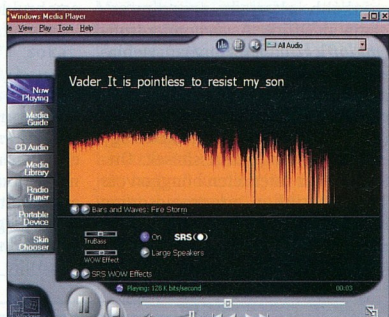 Windows Media Player
le View Play Tools Help
All Audio
Vader_It_is_pointless_to_resist_my_son
Now
Playing
Media
Guide
CD Audio
Media
Library
Radio
Tuner
Portable
Device
Skin
Chooser
Bars and Waves: Fire Storm
TruBass
On SRS(●)
WOW Effect
Large Speakers
SRS WOW Effects
Playing: 128 K bits/second
00:03